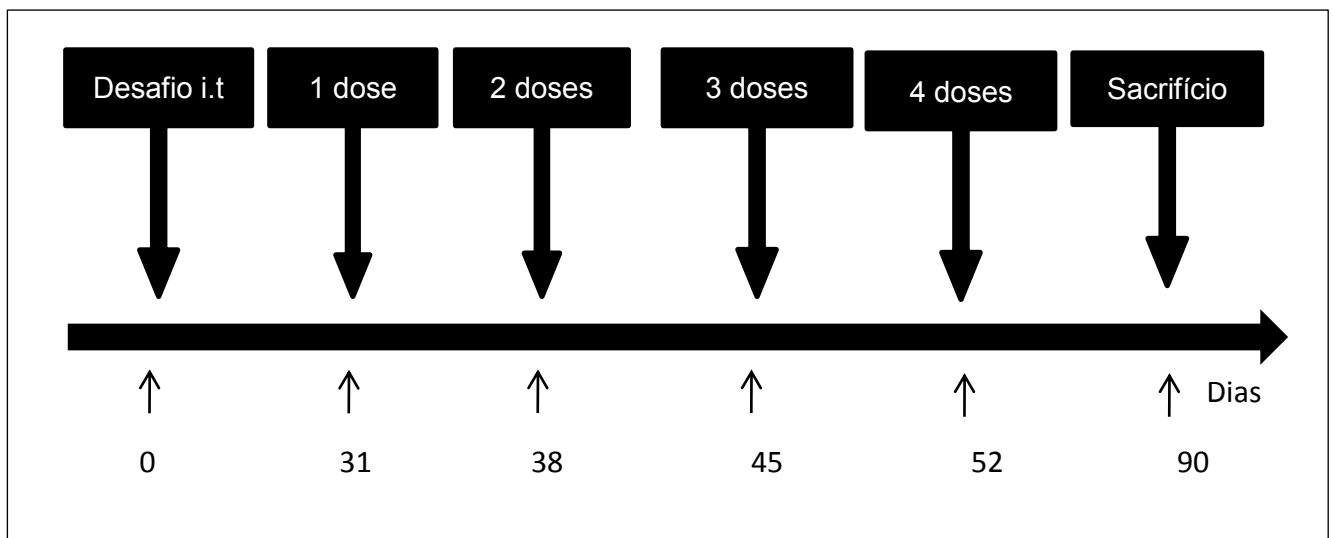 Desafio i.t
1 dose
2 doses
3 doses
4 doses
Sacrifício
Dias
0
31
38
45
52
90